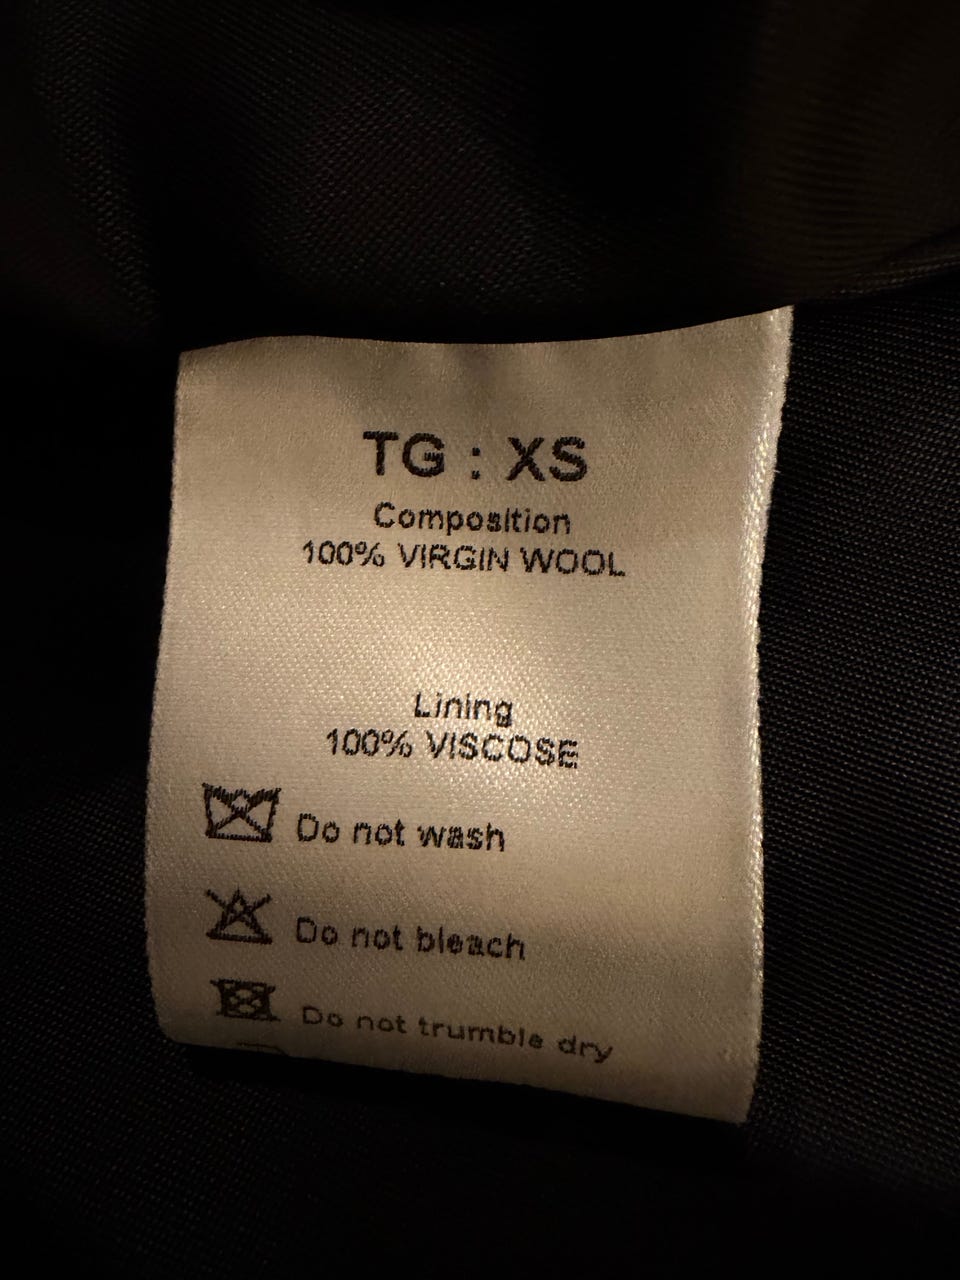 TG : XS
Composition
100% VIRGIN WOOL
Lining
100% VISCOSE
Do not wash
Do not bleach
Do not trumble dry